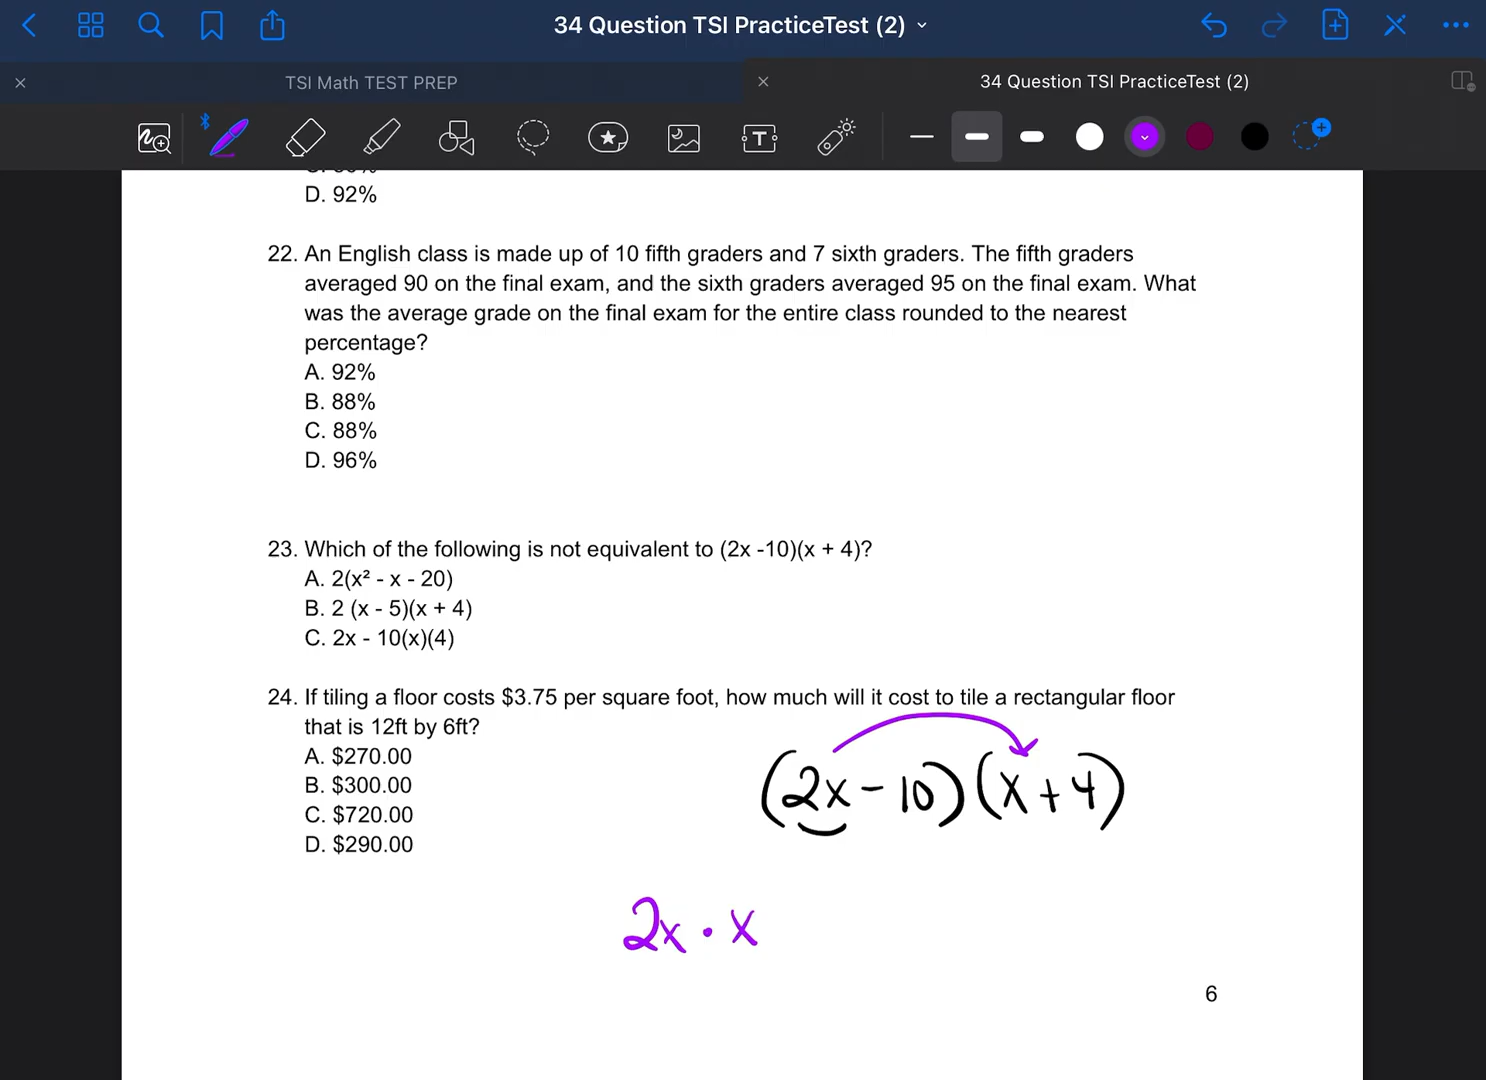 34 Question TSI PracticeTest (2)
TSI Math TEST PREP
34 Question TSI PracticeTest (2)
T
D. 92%
22. An English class is made up of 10 fifth graders and 7 sixth graders. The fifth graders
averaged 90 on the final exam, and the sixth graders averaged 95 on the final exam. What
was the average grade on the final exam for the entire class rounded to the nearest
percentage?
A. 92%
B. 88%
C. 88%
D. 96%
23. Which of the following is not equivalent to (2x -10)(x + 4)?
A. 2(x² - x - 20)
B. 2 (x - 5)(x + 4)
C. 2x - 10(x)(4)
24. If tiling a floor costs $3.75 per square foot, how much will it cost to tile a rectangular floor
that is 12ft by 6ft?
A. $270.00
B. $300.00
C. $720.00
D. $290.00
(2x - 10)(x + 4)
2x · x
6